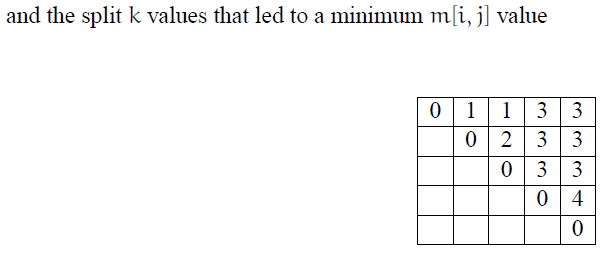 and the split k values that led to a minimum m[i, j] value
0 1 1 3 3
0 2 3 3
0 3 3
0 4
0